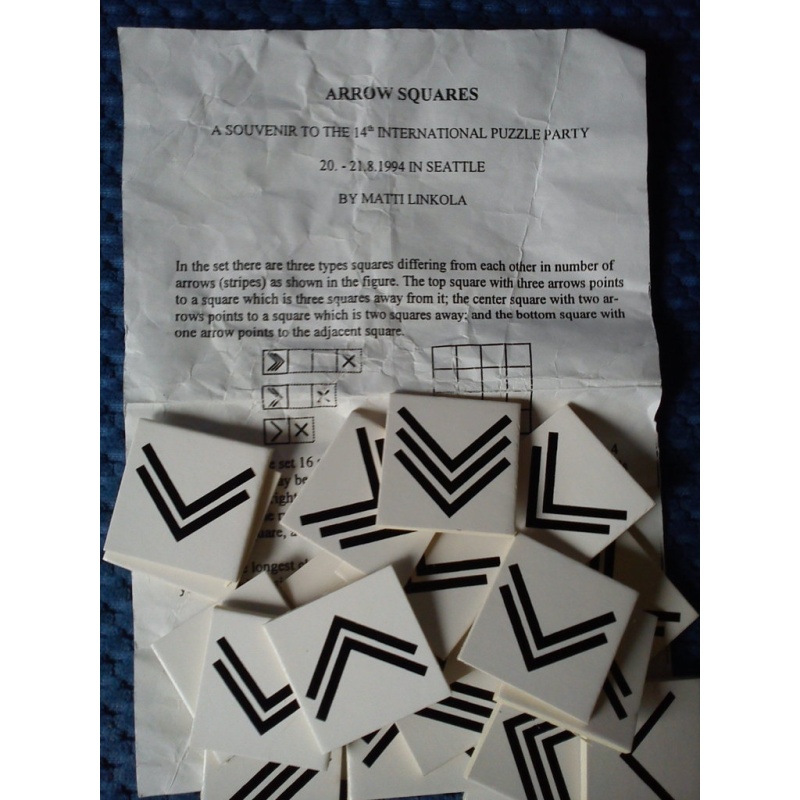 ARROW SQUARES
A SOUVENIR TO THE 14th INTERNATIONAL PUZZLE PARTY
20. - 21.8.1994 IN SEATTLE
BY MATTI LINKOLA
In the set there are three types squares differing from each other in number of
arrows (stripes) as shown in the figure. The top square with three arrows points
to a square which is three squares away from it; the center square with two ar-
rows points to a square which is two squares away; and the bottom square with
one arrow points to the adjacent square.
set 16
longest